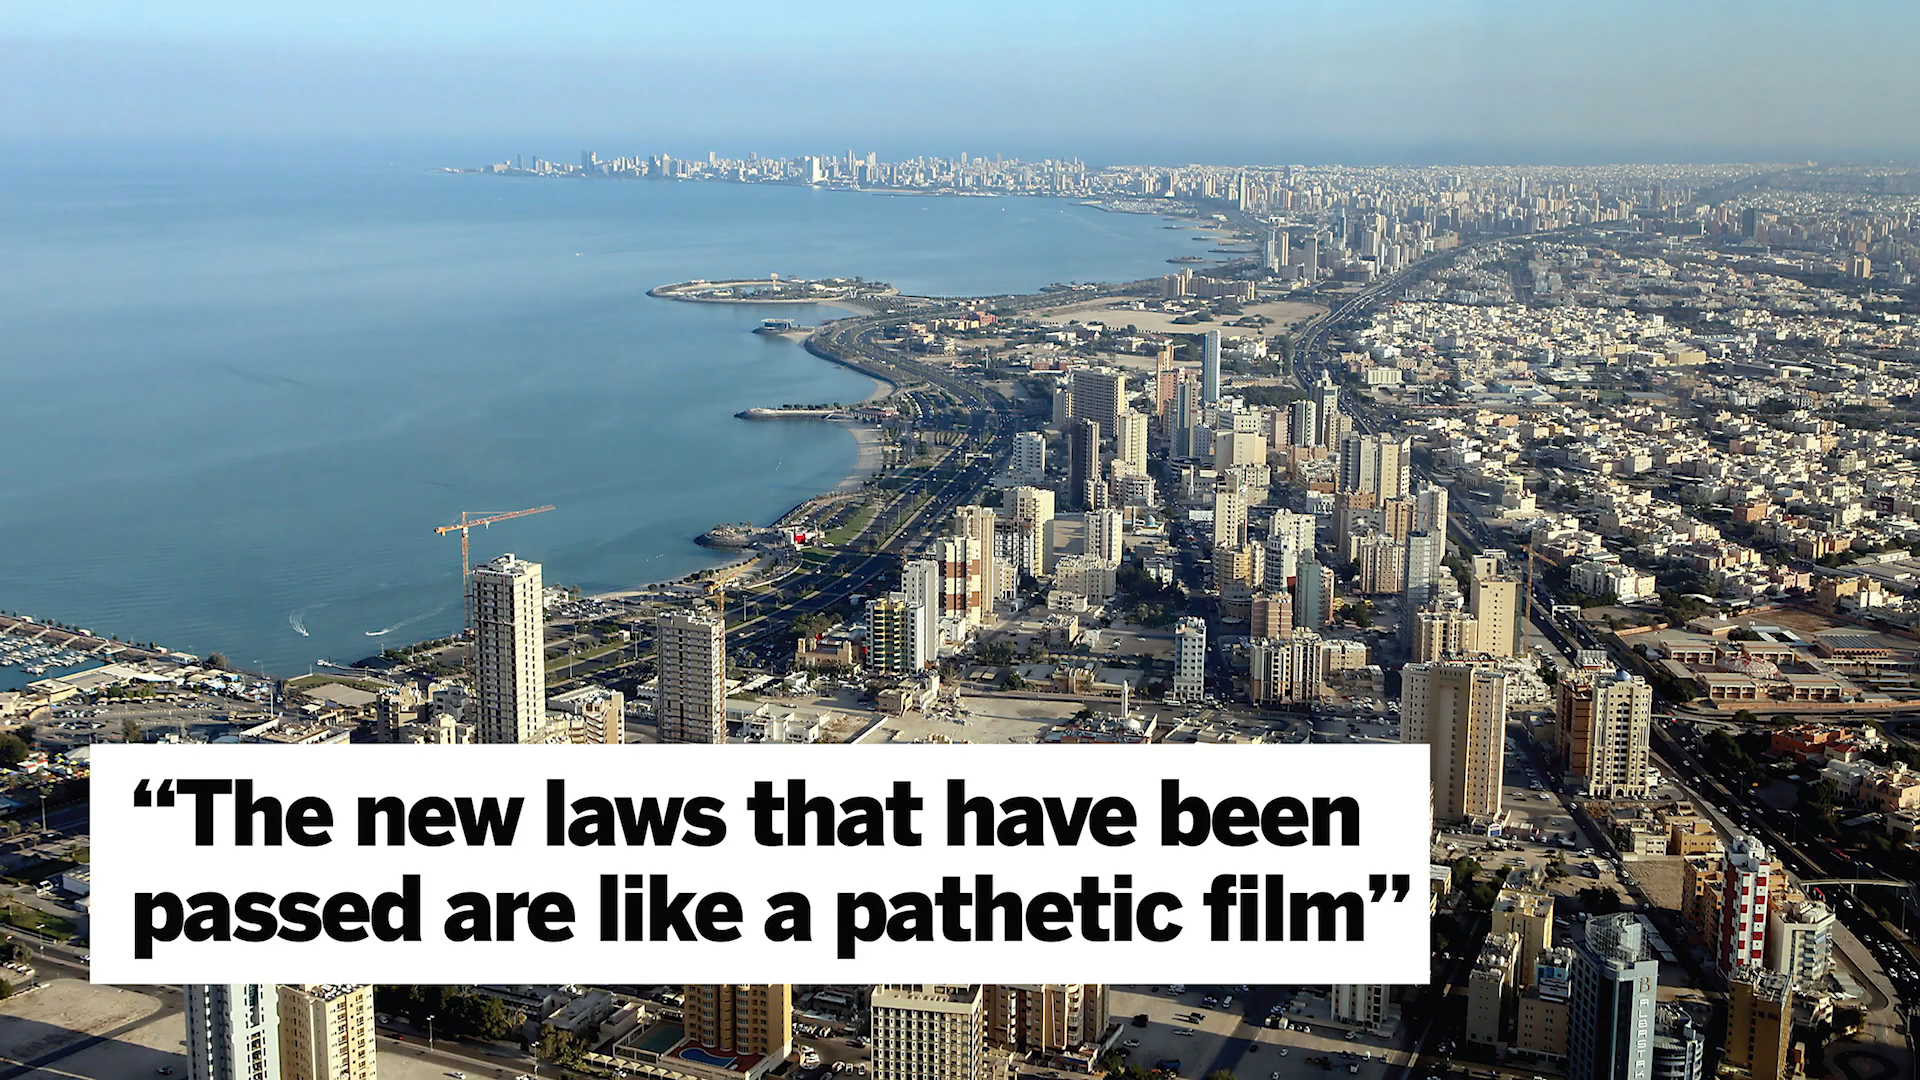 “The new laws that have been
passed are like a pathetic film”